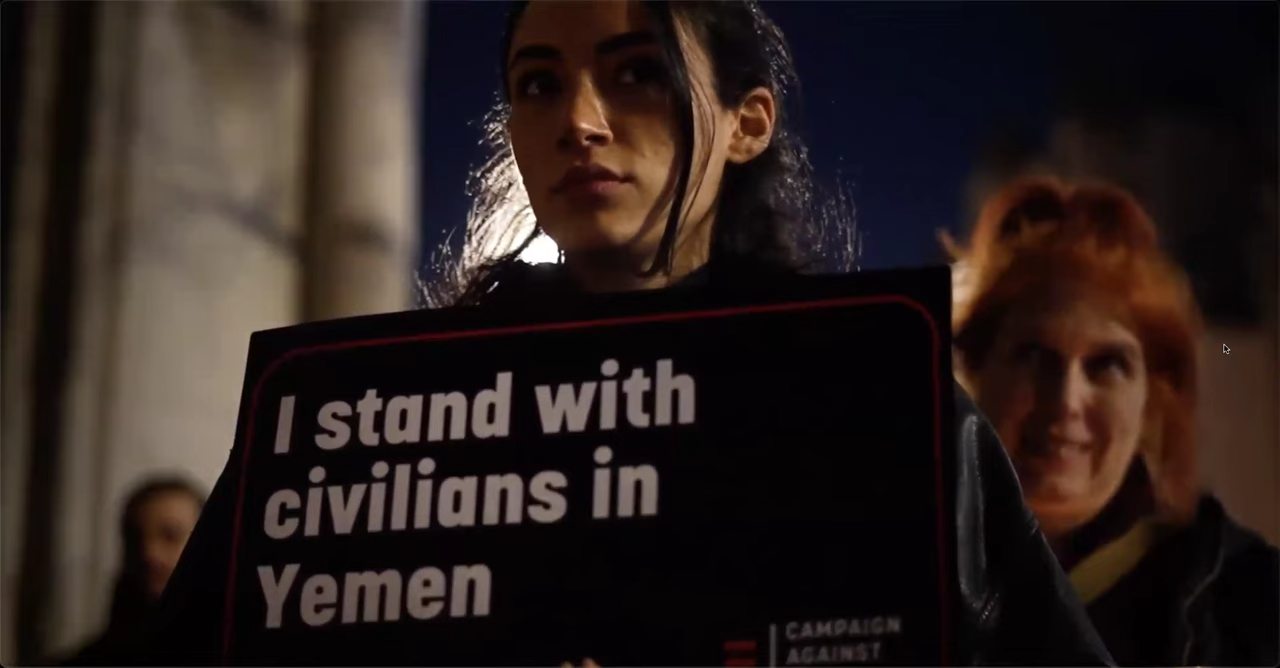 I stand with
civilians in
Yemen
CAMPAIGN
AGAINST